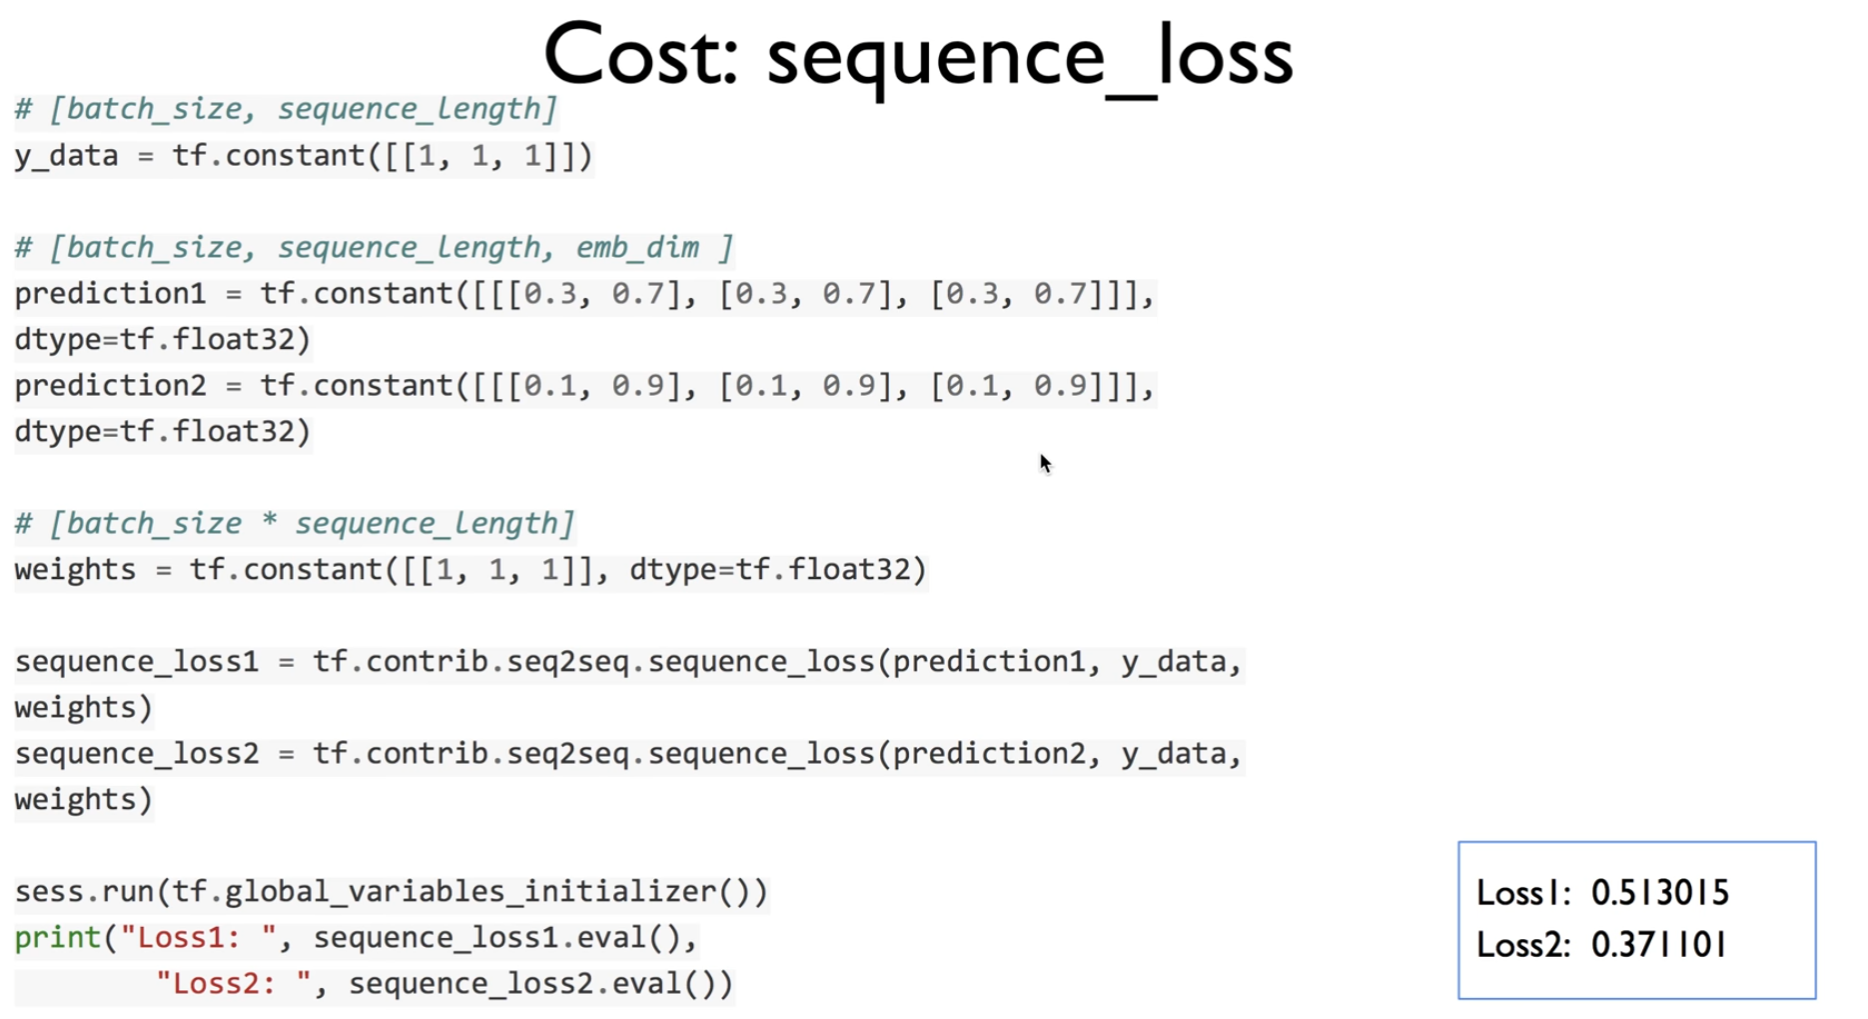 Cost: sequence_loss
# [batch_size, sequence_length]
y_data = tf.constant([[1, 1, 1]])
# [batch_size, sequence_length, emb_dim ]
prediction1 = tf.constant([[[0.3, 0.7], [0.3, 0.7], [0.3, 0.7]]],
dtype=tf.float32)
prediction2 = tf.constant([[[0.1, 0.9], [0.1, 0.9], [0.1, 0.9]]],
dtype=tf.float32)
# [batch_size * sequence_length]
weights = tf.constant([[1, 1, 1]], dtype=tf.float32)
sequence_loss1 = tf.contrib.seq2seq.sequence_loss(prediction1, y_data,
weights)
sequence_loss2 = tf.contrib.seq2seq.sequence_loss(prediction2, y_data,
weights)
sess.run(tf.global_variables_initializer())
print("Loss1: ", sequence_loss1.eval(),
"Loss2: ", sequence_loss2.eval())
Loss1: 0.513015
Loss2: 0.371101